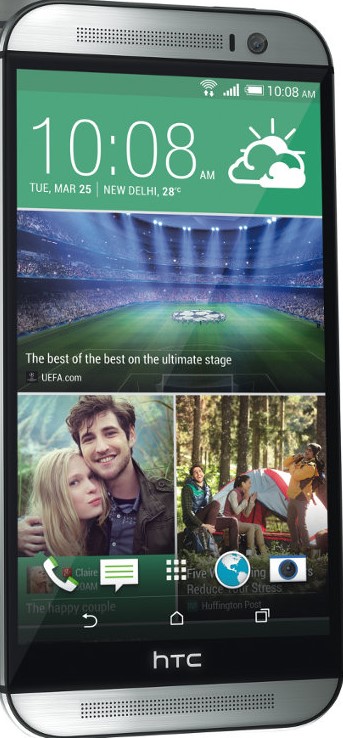 10:08 AM
10:08 AM
TUE, MAR 25 | NEW DELHI, 28°C
The best of the best on the ultimate stage
UEFA.com
Claire
The happy couple
Five
Reduce Your Stress
Huffington Post
hTC